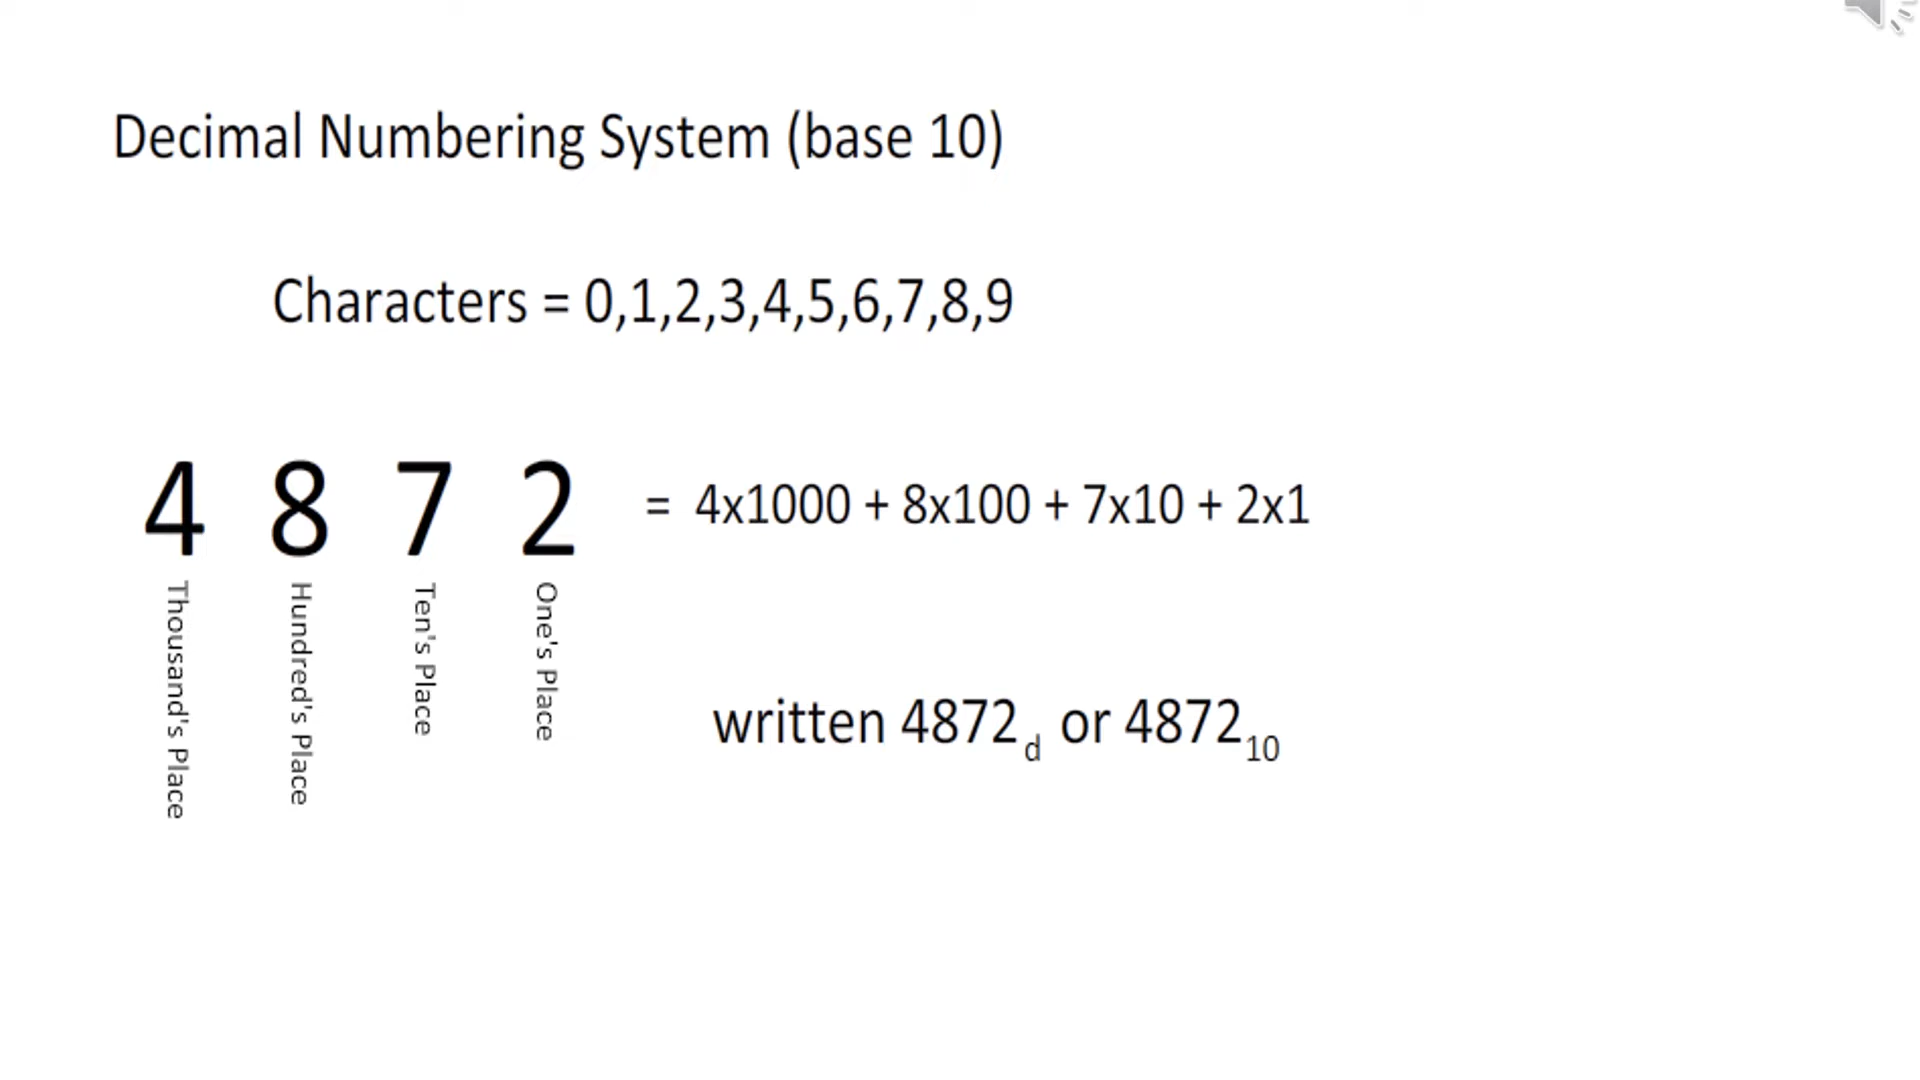 Decimal Numbering System (base 10)
Characters = 0,1,2,3,4,5,6,7,8,9
4 8 7 2 = 4x1000 + 8x100 + 7x10 + 2x1
Thousand's Place
Hundred's Place
Ten's Place
One's Place
written 4872d or 487210